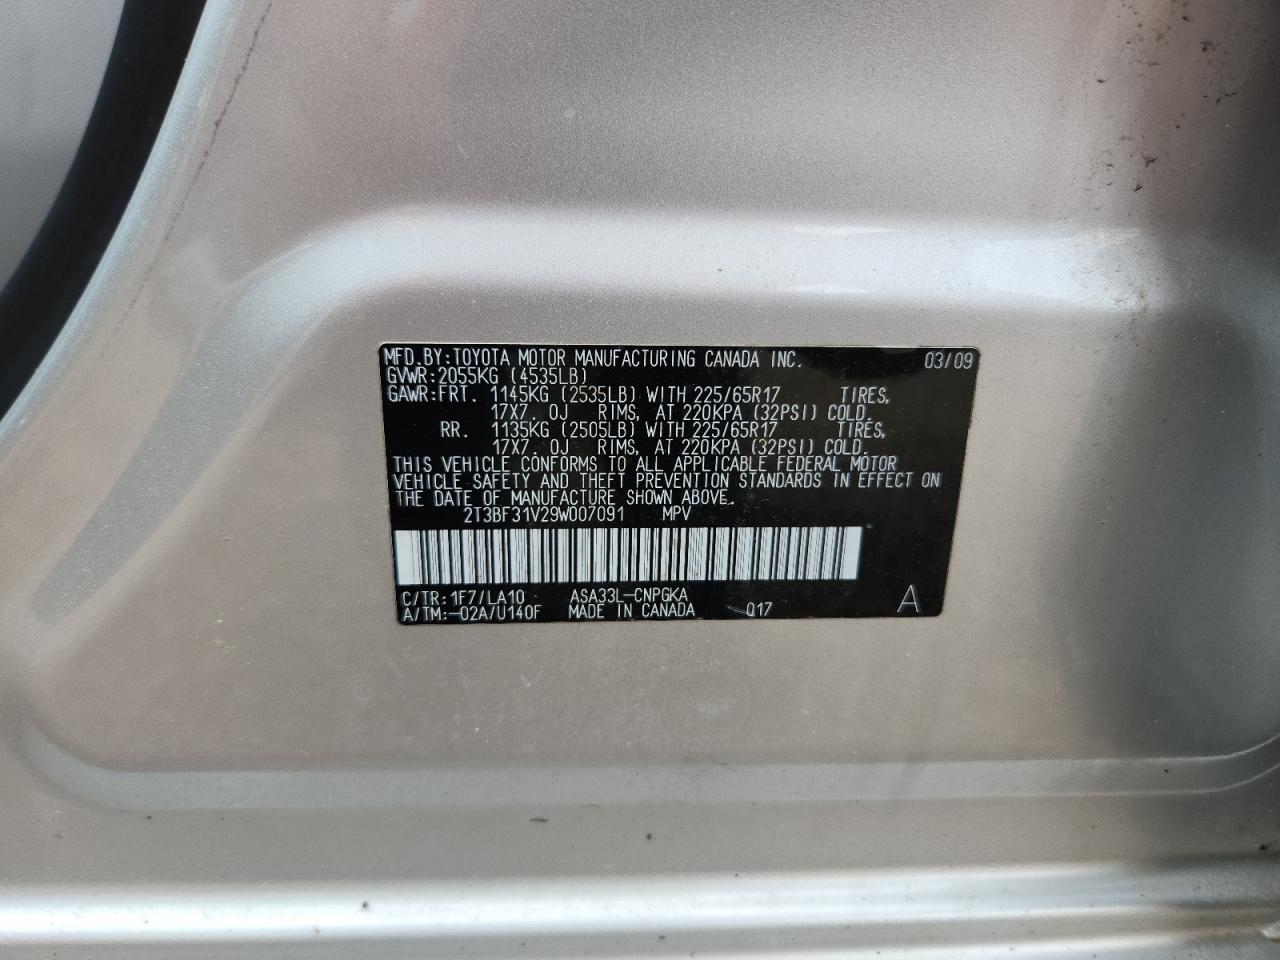 MFD.BY:TOYOTA MOTOR MANUFACTURING CANADA INC. 03/09
GVWR:2055KG (4535LB)
GAWR:FRT. 1145KG (2535LB) WITH 225/65R17 TIRES,
17X7.0J RIMS, AT 220KPA (32PSI) COLD.
RR. 1135KG (2505LB) WITH 225/65R17 TIRES,
17X7.0J RIMS, AT 220KPA (32PSI) COLD.
THIS VEHICLE CONFORMS TO ALL APPLICABLE FEDERAL MOTOR
VEHICLE SAFETY AND THEFT PREVENTION STANDARDS IN EFFECT ON
THE DATE OF MANUFACTURE SHOWN ABOVE.
2T3BF31V29W007091 MPV
C/TR:1F7/LA10 ASA33L-CNPGKA
A/TM:-02A/U140F MADE IN CANADA Q17 A